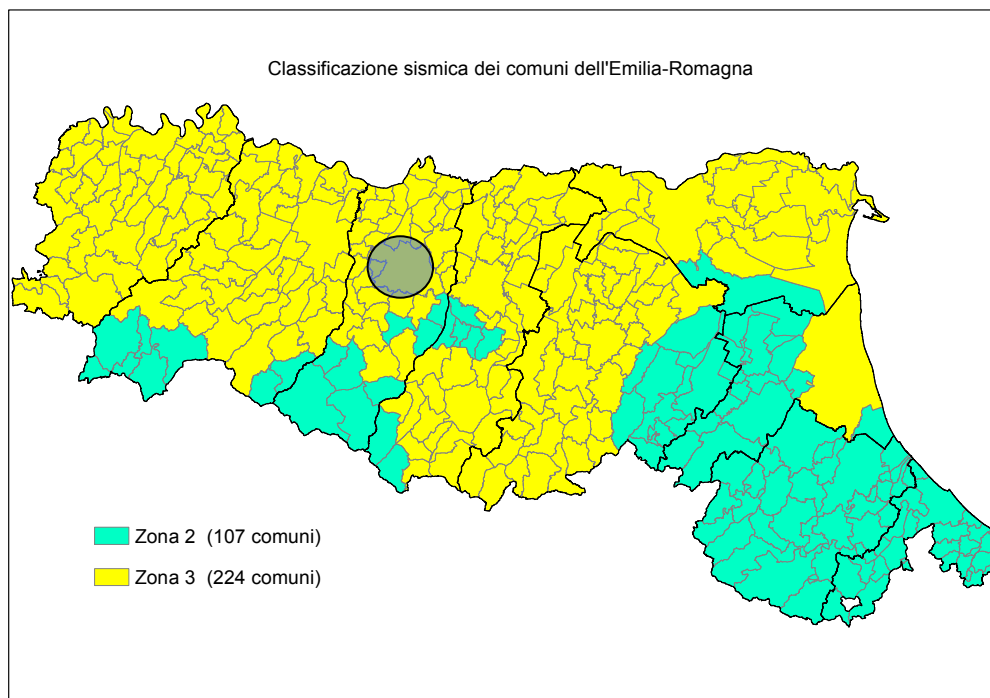 Classificazione sismica dei comuni dell'Emilia-Romagna
Zona 2 (107 comuni)
Zona 3 (224 comuni)